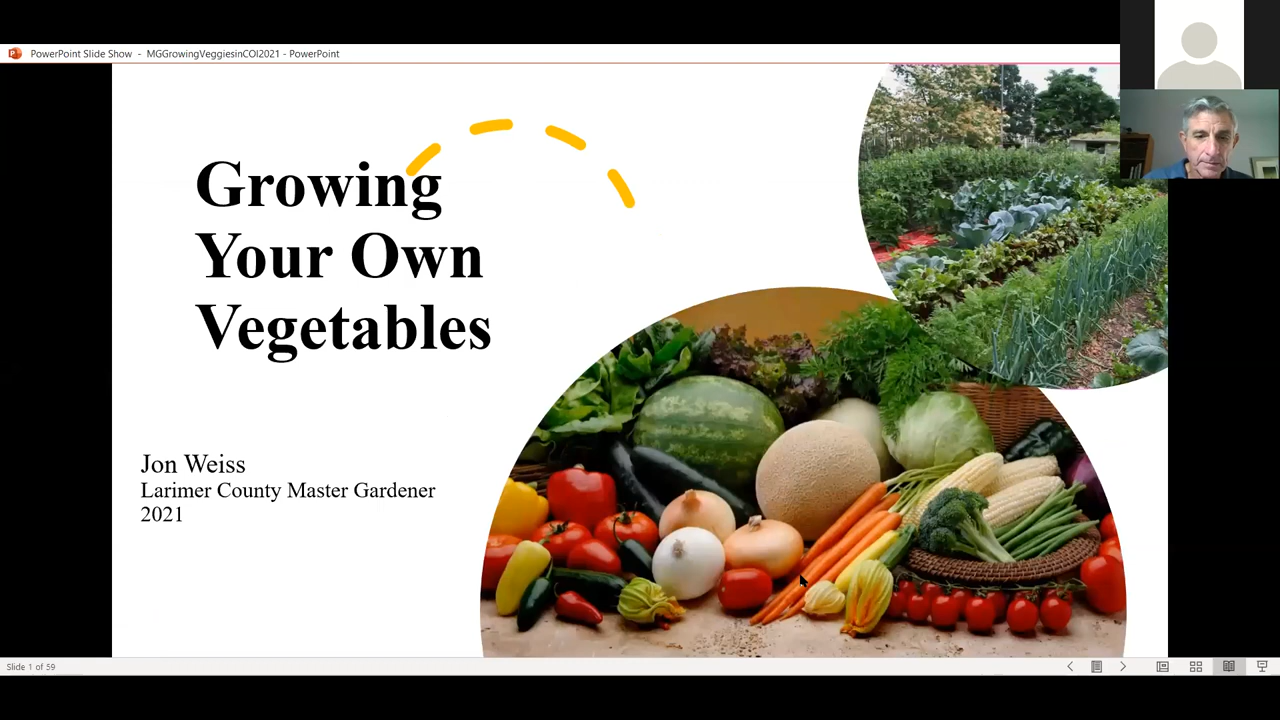 PowerPoint Slide Show - MGGrowingVeggiesinCOI2021 - PowerPoint
Growing
Your Own
Vegetables
Jon Weiss
Larimer County Master Gardener
2021
Slide 1 of 59